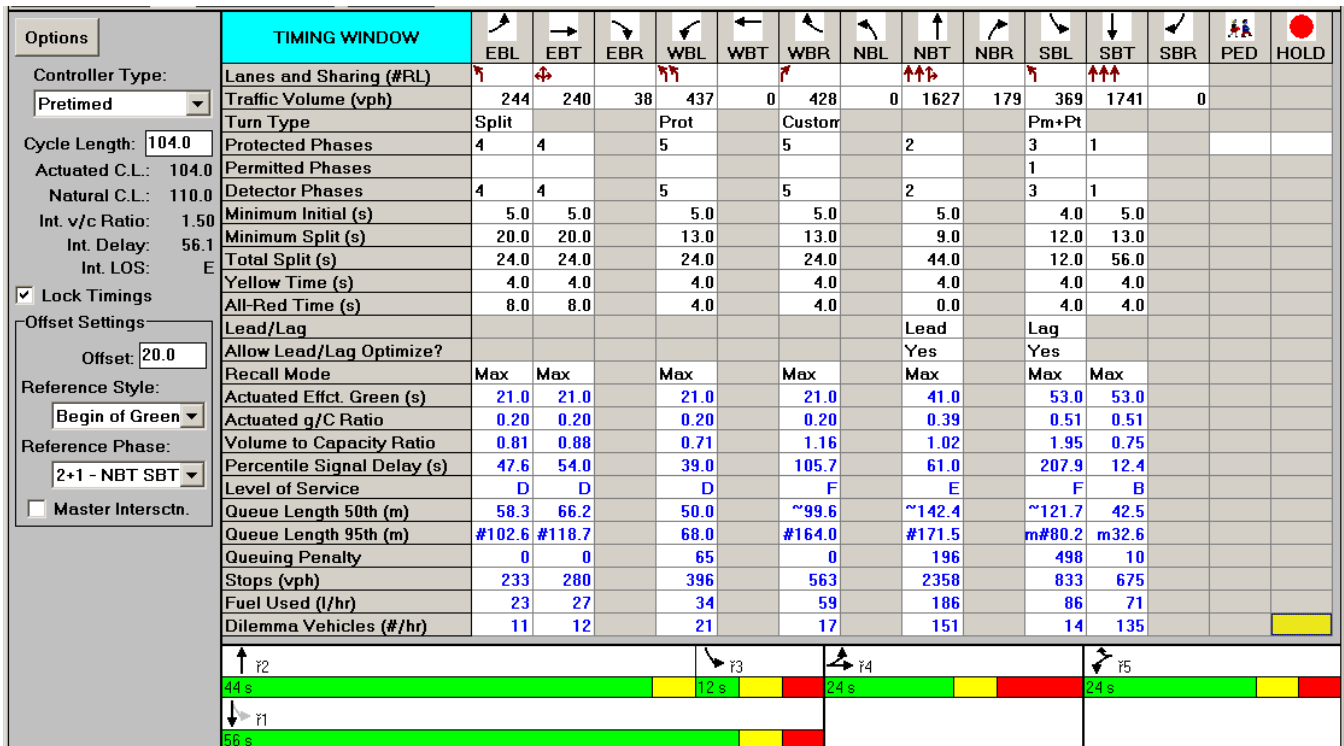 Options
Controller Type:
Pretimed
Cycle Length: 104.0
Actuated C.L.: 104.0
Natural C.L.: 110.0
Int. v/c Ratio: 1.50
Int. Delay: 56.1
Int. LOS: E
Lock Timings
Offset Settings
Offset: 20.0
Reference Style:
Begin of Green
Reference Phase:
2+1 - NBT SBT
Master Intersctn.
TIMING WINDOW EBL EBT EBR WBL WBT WBR NBL NBT NBR SBL SBT SBR PED HOLD
Lanes and Sharing (#RL)
Traffic Volume (vph) 244 240 38 437 0 428 0 1627 179 369 1741 0
Turn Type Split Prot Custom Pm+Pt
Protected Phases 4 4 5 5 2 3 1
Permitted Phases 1
Detector Phases 4 4 5 5 2 3 1
Minimum Initial (s) 5.0 5.0 5.0 5.0 5.0 4.0 5.0
Minimum Split (s) 20.0 20.0 13.0 13.0 9.0 12.0 13.0
Total Split (s) 24.0 24.0 24.0 24.0 44.0 12.0 56.0
Yellow Time (s) 4.0 4.0 4.0 4.0 4.0 4.0 4.0
All-Red Time (s) 8.0 8.0 4.0 4.0 0.0 4.0 4.0
Lead/Lag Lead Lag
Allow Lead/Lag Optimize? Yes Yes
Recall Mode Max Max Max Max Max Max Max
Actuated Effct. Green (s) 21.0 21.0 21.0 21.0 41.0 53.0 53.0
Actuated g/C Ratio 0.20 0.20 0.20 0.20 0.39 0.51 0.51
Volume to Capacity Ratio 0.81 0.88 0.71 1.16 1.02 1.95 0.75
Percentile Signal Delay (s) 47.6 54.0 39.0 105.7 61.0 207.9 12.4
Level of Service D D D F E F B
Queue Length 50th (m) 58.3 66.2 50.0 ~99.6 ~142.4 ~121.7 42.5
Queue Length 95th (m) #102.6 #118.7 68.0 #164.0 #171.5 m#80.2 m32.6
Queuing Penalty 0 0 65 0 196 498 10
Stops (vph) 233 280 396 563 2358 833 675
Fuel Used (l/hr) 23 27 34 59 186 86 71
Dilemma Vehicles (#/hr) 11 12 21 17 151 14 135
ř2 ř3 ř4 ř5
44 s 12 s 24 s 24 s
ř1
56 s